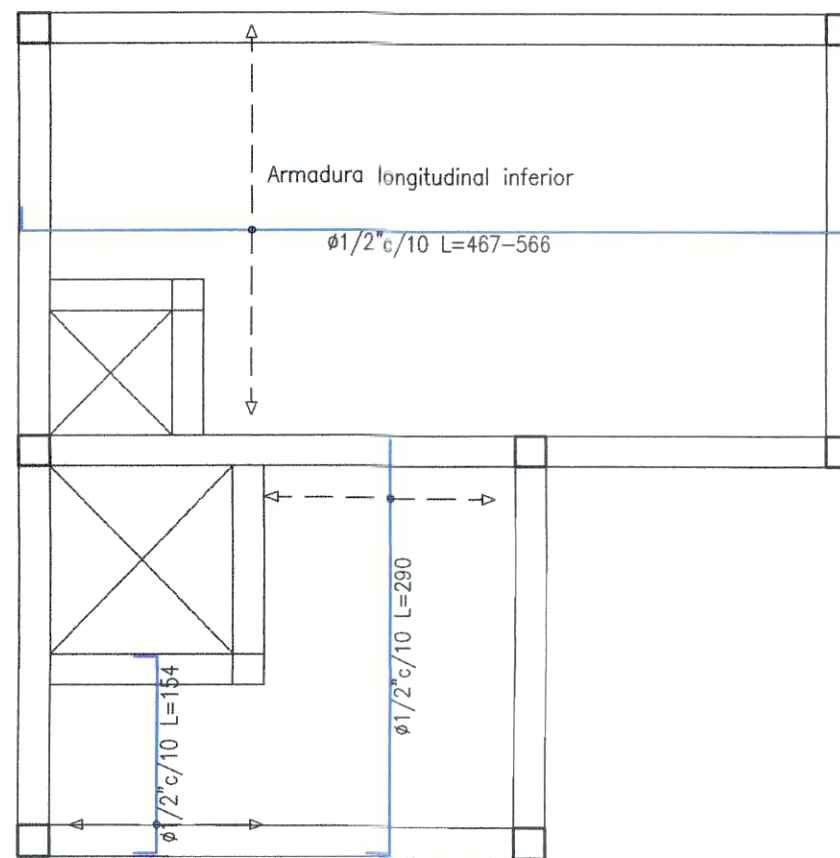 Armadura longitudinal inferior
ø1/2"c/10 L=467-566
ø1/2"c/10 L=290
ø1/2"c/10 L=154